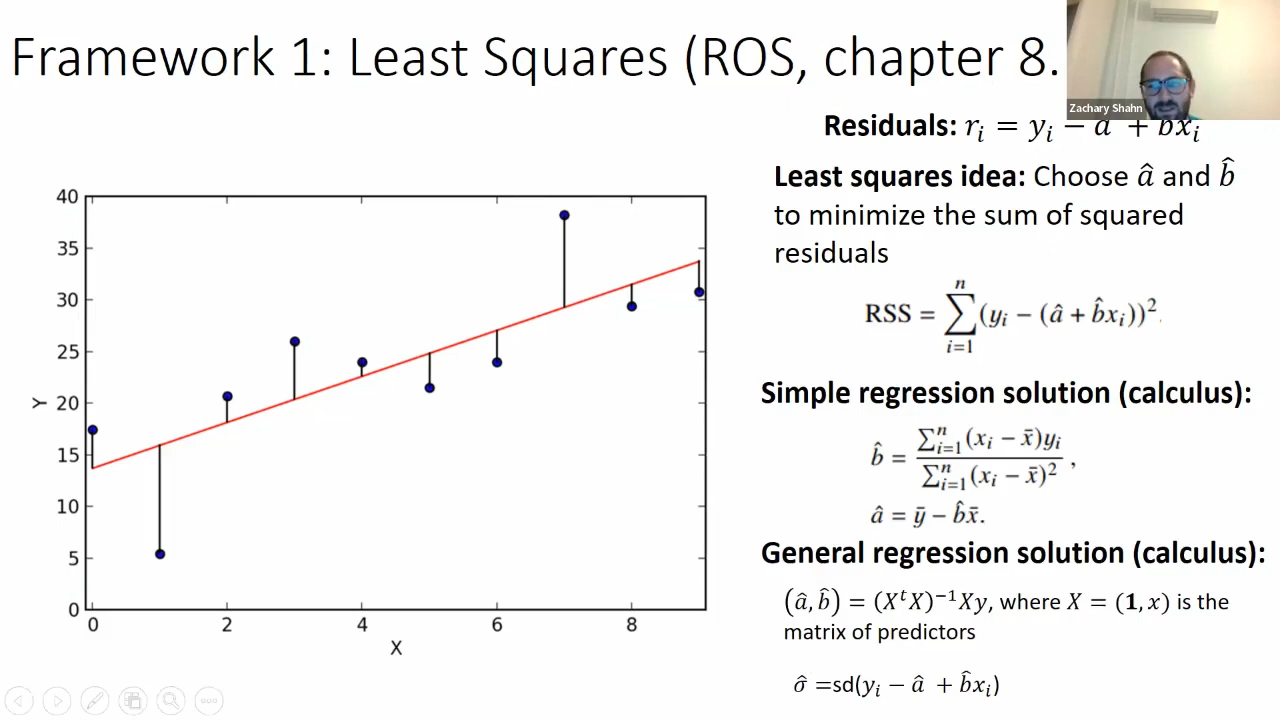 Framework 1: Least Squares (ROS, chapter 8.
Zachary Shahn
Residuals: rᵢ = yᵢ − a + bxᵢ
Least squares idea: Choose â and b̂
to minimize the sum of squared
residuals
RSS = ∑ⁿᵢ₌₁(yᵢ − (â + b̂xᵢ))².
Simple regression solution (calculus):
b̂ = ∑ⁿᵢ₌₁(xᵢ − x̄)yᵢ / ∑ⁿᵢ₌₁(xᵢ − x̄)²,
â = ȳ − b̂x̄.
General regression solution (calculus):
(â, b̂) = (XᵗX)⁻¹Xy, where X = (1, x) is the
matrix of predictors
σ̂ =sd(yᵢ − â + b̂xᵢ)
40
35
30
25
20
15
10
5
0
Y
0 2 4 6 8
X